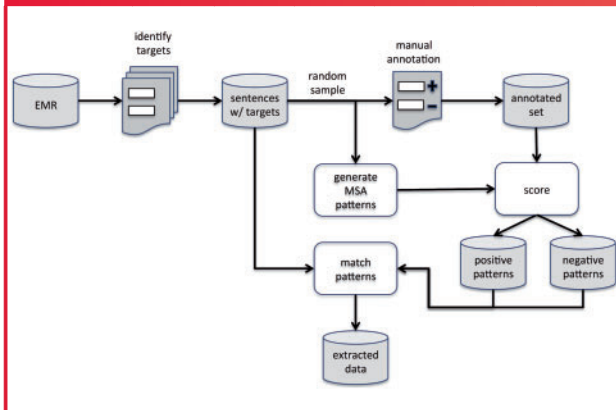 identify
targets
manual
annotation
random
sample
EMR
sentences
w/ targets
+
−
annotated
set
generate
MSA
patterns
score
match
patterns
positive
patterns
negative
patterns
extracted
data